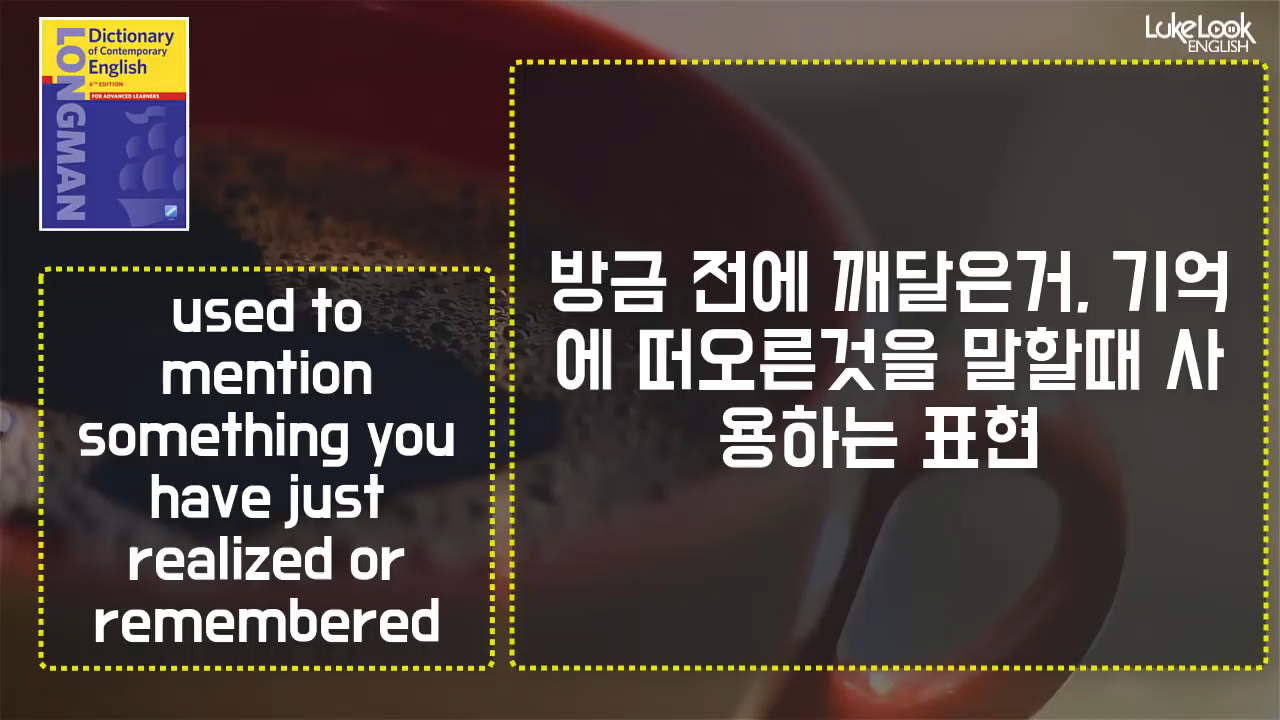 LONGMAN
Dictionary
of Contemporary
English
6TH EDITION
FOR ADVANCED LEARNERS
LukeLook
ENGLISH
used to
mention
something you
have just
realized or
remembered
방금 전에 깨달은거, 기억
에 떠오른것을 말할때 사
용하는 표현